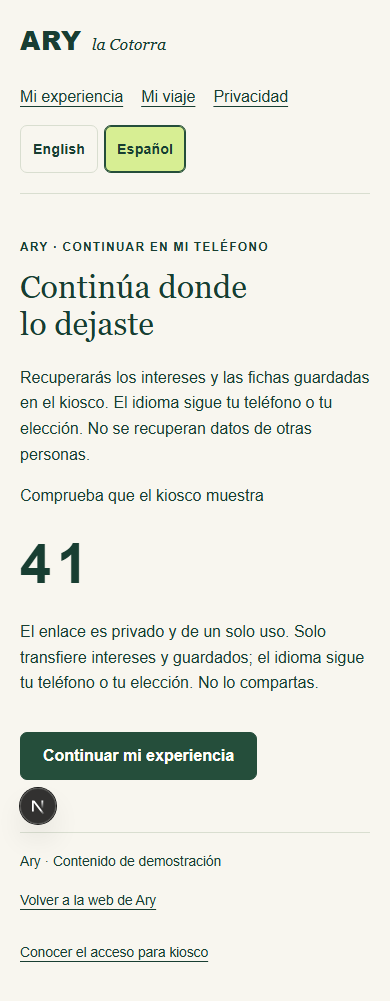 ARY la Cotorra
Mi experiencia Mi viaje Privacidad
English Español
ARY · CONTINUAR EN MI TELÉFONO
Continúa donde
lo dejaste
Recuperarás los intereses y las fichas guardadas
en el kiosco. El idioma sigue tu teléfono o tu
elección. No se recuperan datos de otras
personas.
Comprueba que el kiosco muestra
41
El enlace es privado y de un solo uso. Solo
transfiere intereses y guardados; el idioma sigue
tu teléfono o tu elección. No lo compartas.
Continuar mi experiencia
N
Ary · Contenido de demostración
Volver a la web de Ary
Conocer el acceso para kiosco